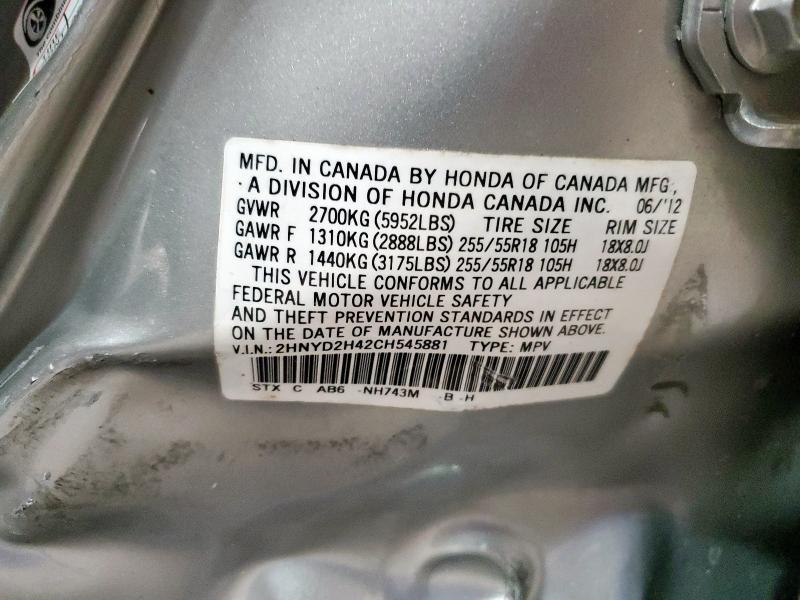 MFD. IN CANADA BY HONDA OF CANADA MFG.,
A DIVISION OF HONDA CANADA INC. 06/'12
GVWR 2700KG (5952LBS) TIRE SIZE RIM SIZE
GAWR F 1310KG (2888LBS) 255/55R18 105H 18X8.0J
GAWR R 1440KG (3175LBS) 255/55R18 105H 18X8.0J
THIS VEHICLE CONFORMS TO ALL APPLICABLE
FEDERAL MOTOR VEHICLE SAFETY
AND THEFT PREVENTION STANDARDS IN EFFECT
ON THE DATE OF MANUFACTURE SHOWN ABOVE.
V.I.N.: 2HNYD2H42CH545881 TYPE: MPV
STX C AB6 -NH743M -B -H